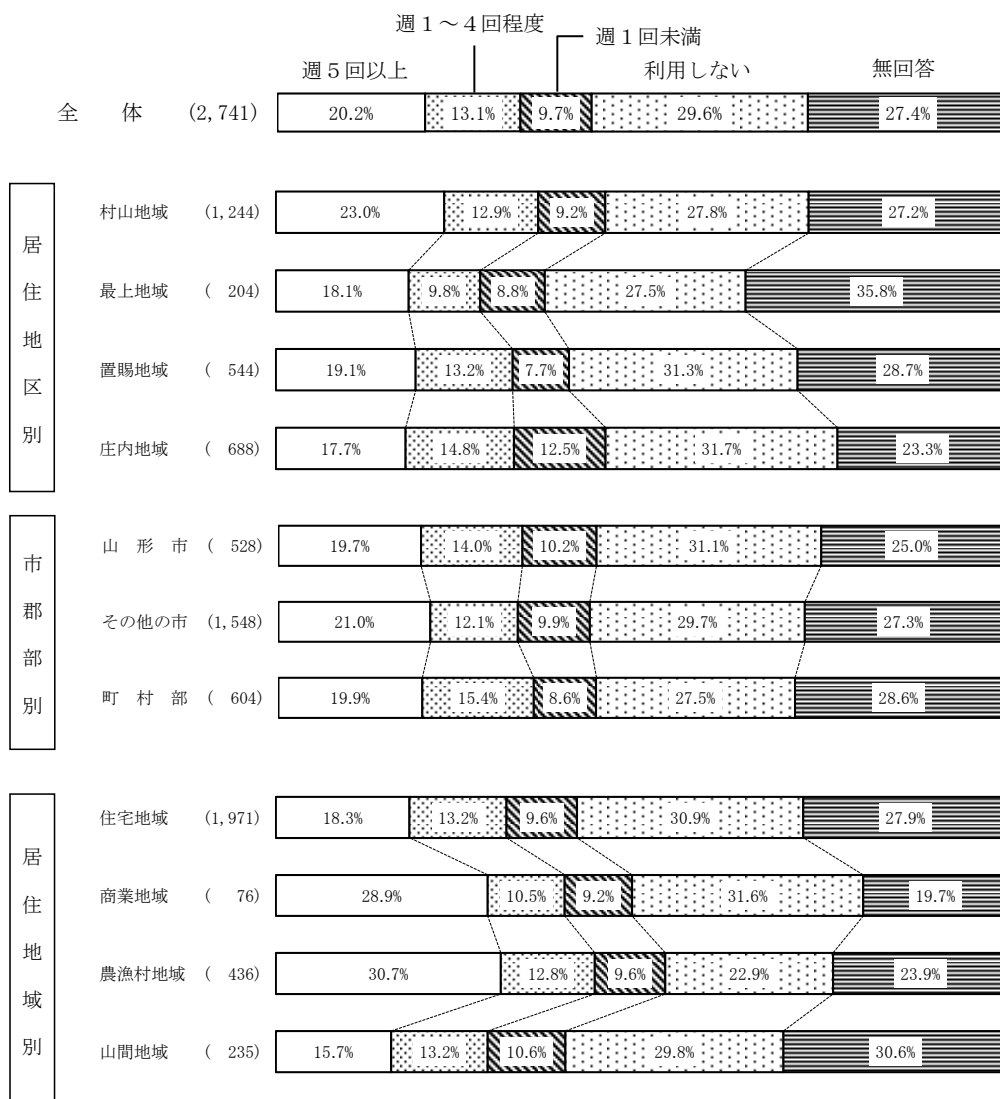 週１～４回程度
週１回未満
週５回以上 利用しない 無回答
全 体 (2,741) 20.2% 13.1% 9.7% 29.6% 27.4%
居住地区別
村山地域 (1,244) 23.0% 12.9% 9.2% 27.8% 27.2%
最上地域 ( 204) 18.1% 9.8% 8.8% 27.5% 35.8%
置賜地域 ( 544) 19.1% 13.2% 7.7% 31.3% 28.7%
庄内地域 ( 688) 17.7% 14.8% 12.5% 31.7% 23.3%
市郡部別
山 形 市 ( 528) 19.7% 14.0% 10.2% 31.1% 25.0%
その他の市 (1,548) 21.0% 12.1% 9.9% 29.7% 27.3%
町 村 部 ( 604) 19.9% 15.4% 8.6% 27.5% 28.6%
居住地域別
住宅地域 (1,971) 18.3% 13.2% 9.6% 30.9% 27.9%
商業地域 ( 76) 28.9% 10.5% 9.2% 31.6% 19.7%
農漁村地域 ( 436) 30.7% 12.8% 9.6% 22.9% 23.9%
山間地域 ( 235) 15.7% 13.2% 10.6% 29.8% 30.6%